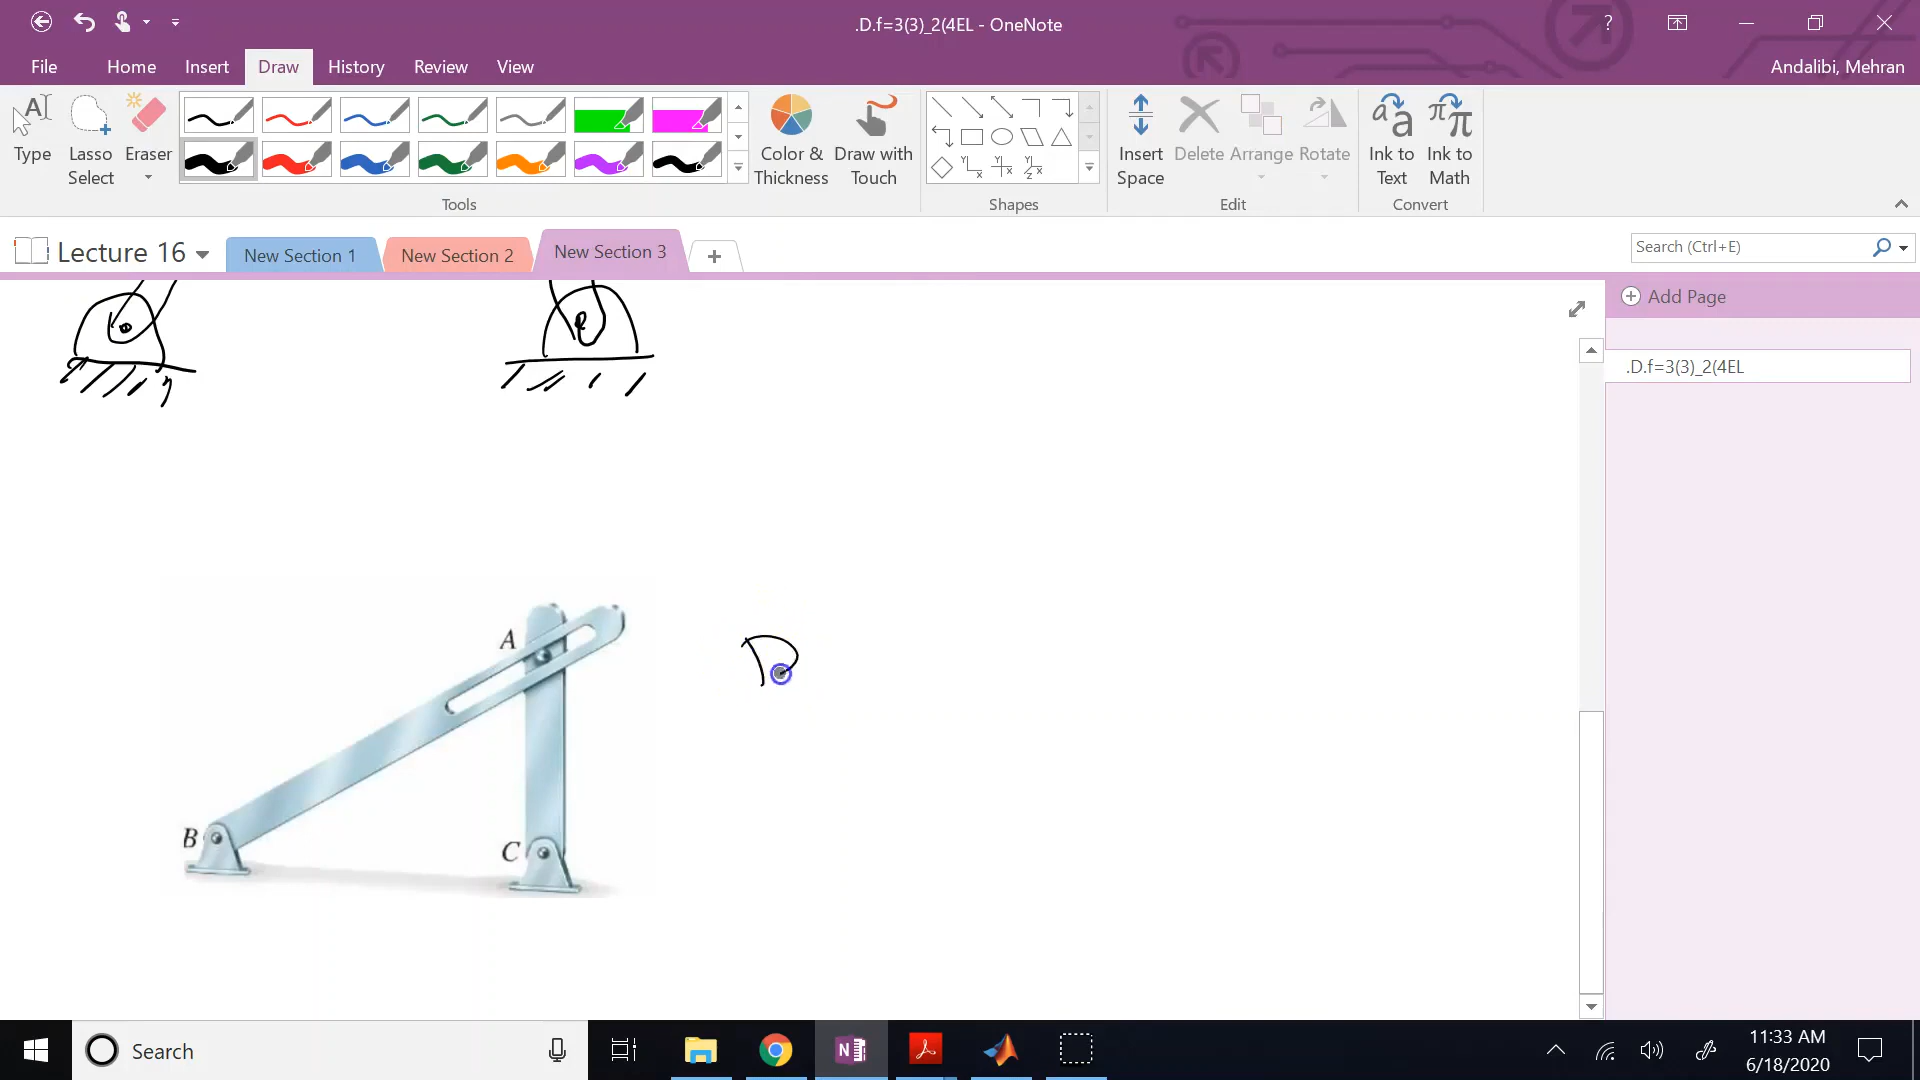 .D.f=3(3)_2(4EL - OneNote
?
File Home Insert Draw History Review View
Andalibi, Mehran
Type
Lasso Select
Eraser
Color & Thickness
Draw with Touch
Insert Space
Delete
Arrange
Rotate
Ink to Text
Ink to Math
Tools
Shapes
Edit
Convert
Lecture 16
New Section 1
New Section 2
New Section 3
+
Search (Ctrl+E)
Add Page
.D.f=3(3)_2(4EL
A
D
B
C
Search
11:33 AM
6/18/2020